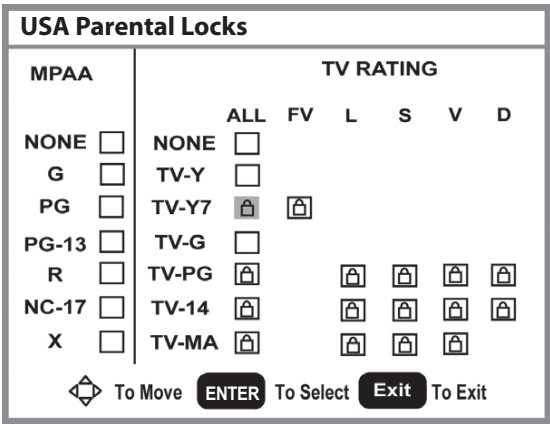 USA Parental Locks
MPAA
TV RATING
ALL FV L S V D
NONE NONE
G TV-Y
PG TV-Y7
PG-13 TV-G
R TV-PG
NC-17 TV-14
X TV-MA
To Move ENTER To Select Exit To Exit